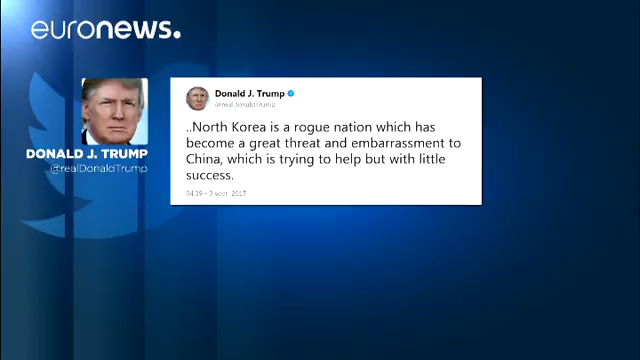 euronews.
DONALD J. TRUMP
@realDonaldTrump
Donald J. Trump
@realDonaldTrump
..North Korea is a rogue nation which has
become a great threat and embarrassment to
China, which is trying to help but with little
success.
04:39 - 3 sept. 2017